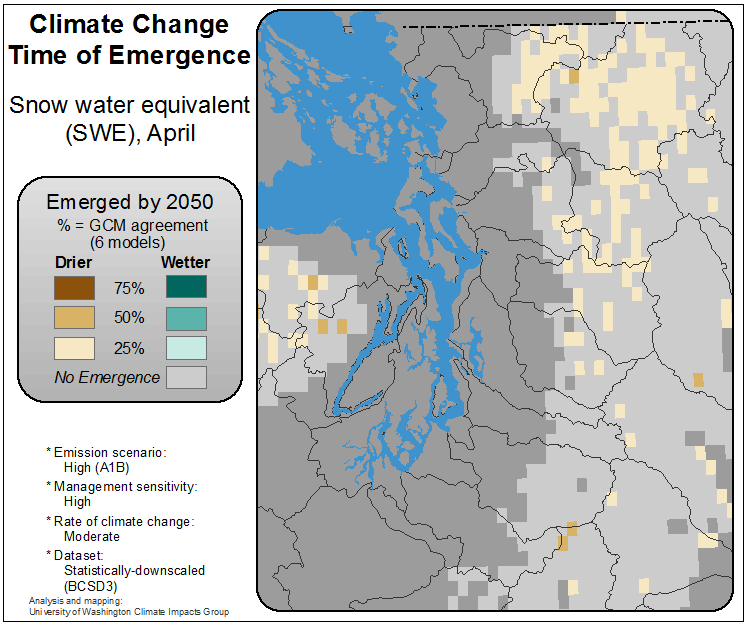 Climate Change
Time of Emergence
Snow water equivalent
(SWE), April
Emerged by 2050
% = GCM agreement
(6 models)
Drier Wetter
75%
50%
25%
No Emergence
* Emission scenario:
High (A1B)
* Management sensitivity:
High
* Rate of climate change:
Moderate
* Dataset:
Statistically-downscaled
(BCSD3)
Analysis and mapping:
University of Washington Climate Impacts Group